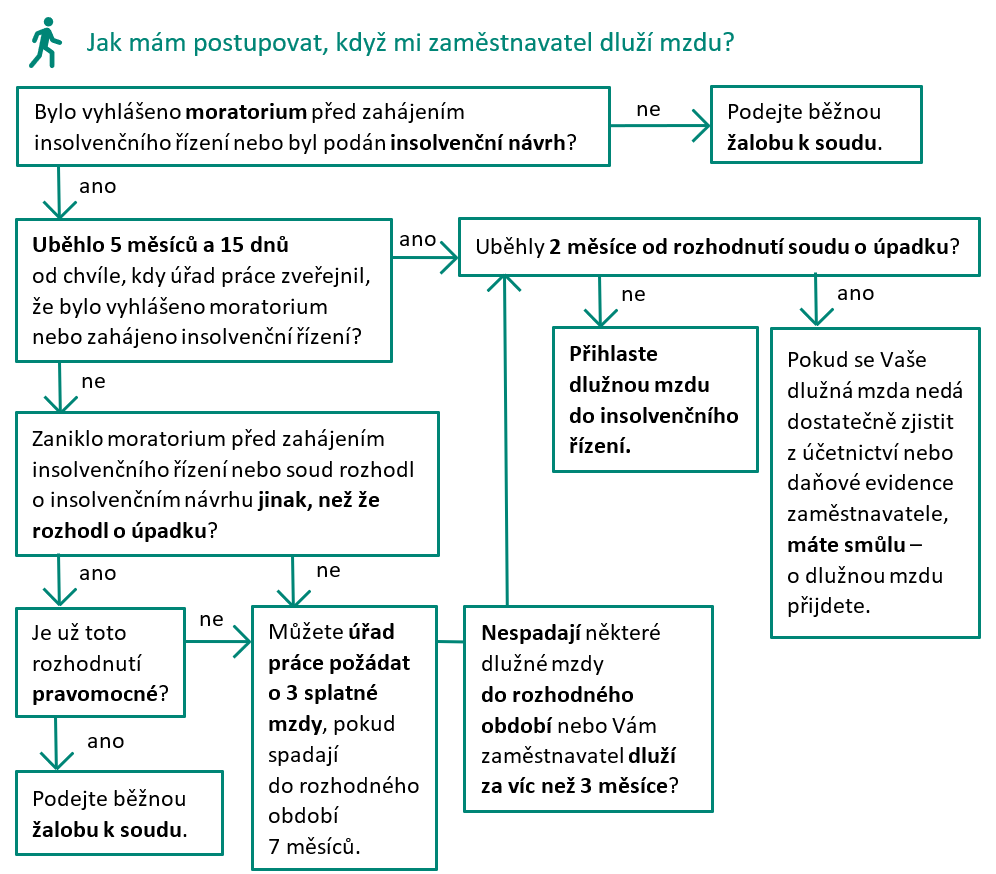 Jak mám postupovat, když mi zaměstnavatel dluží mzdu?
Bylo vyhlášeno moratorium před zahájením
insolvenčního řízení nebo byl podán insolvenční návrh?
ne
Podejte běžnou
žalobu k soudu.
ano
Uběhlo 5 měsíců a 15 dnů
od chvíle, kdy úřad práce zveřejnil,
že bylo vyhlášeno moratorium
nebo zahájeno insolvenční řízení?
ano
Uběhly 2 měsíce od rozhodnutí soudu o úpadku?
ne
ano
Přihlaste
dlužnou mzdu
do insolvenčního
řízení.
Pokud se Vaše
dlužná mzda nedá
dostatečně zjistit
z účetnictví nebo
daňové evidence
zaměstnavatele,
máte smůlu –
o dlužnou mzdu
přijdete.
ne
Zaniklo moratorium před zahájením
insolvenčního řízení nebo soud rozhodl
o insolvenčním návrhu jinak, než že
rozhodl o úpadku?
ano
ne
Je už toto
rozhodnutí
pravomocné?
ne
Můžete úřad
práce požádat
o 3 splatné
mzdy, pokud
spadají
do rozhodného
období
7 měsíců.
Nespadají některé
dlužné mzdy
do rozhodného
období nebo Vám
zaměstnavatel dluží
za víc než 3 měsíce?
ano
Podejte běžnou
žalobu k soudu.